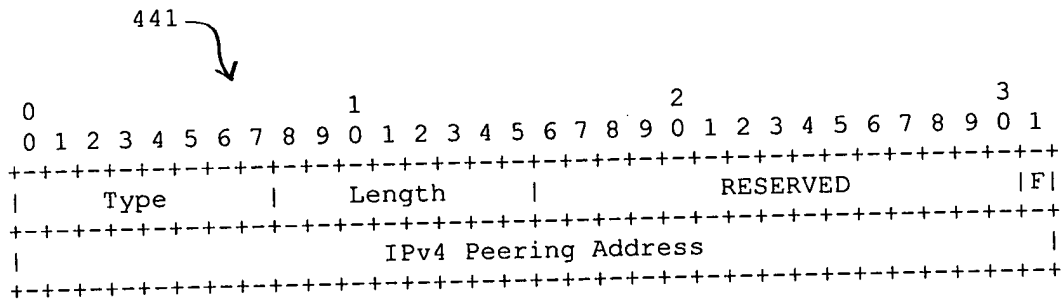 441
0                   1                   2                   3
0 1 2 3 4 5 6 7 8 9 0 1 2 3 4 5 6 7 8 9 0 1 2 3 4 5 6 7 8 9 0 1
+-+-+-+-+-+-+-+-+-+-+-+-+-+-+-+-+-+-+-+-+-+-+-+-+-+-+-+-+-+-+-+-+
| Type | Length | RESERVED |F|
+-+-+-+-+-+-+-+-+-+-+-+-+-+-+-+-+-+-+-+-+-+-+-+-+-+-+-+-+-+-+-+-+
| IPv4 Peering Address |
+-+-+-+-+-+-+-+-+-+-+-+-+-+-+-+-+-+-+-+-+-+-+-+-+-+-+-+-+-+-+-+-+